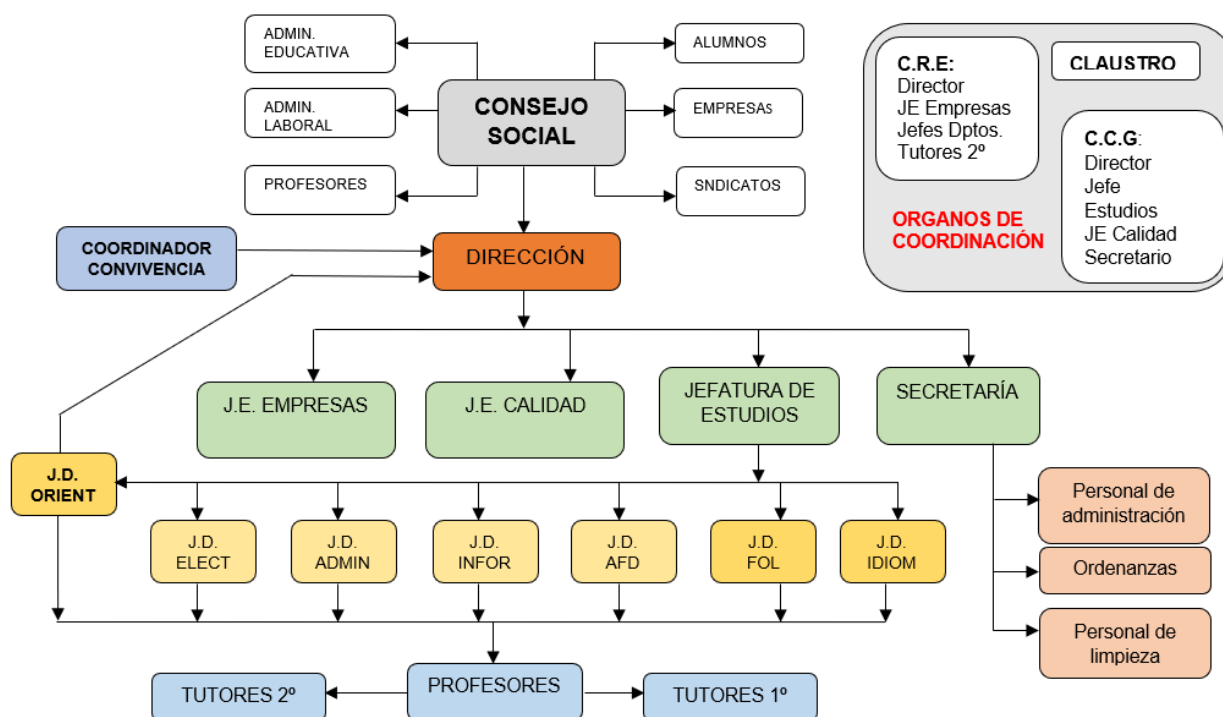 ADMIN.
EDUCATIVA
ADMIN.
LABORAL
PROFESORES
CONSEJO
SOCIAL
ALUMNOS
EMPRESAS
SNDICATOS
C.R.E:
Director
JE Empresas
Jefes Dptos.
Tutores 2º
CLAUSTRO
C.C.G:
Director
Jefe
Estudios
JE Calidad
Secretario
ORGANOS DE
COORDINACIÓN
COORDINADOR
CONVIVENCIA
DIRECCIÓN
J.E. EMPRESAS
J.E. CALIDAD
JEFATURA DE
ESTUDIOS
SECRETARÍA
J.D.
ORIENT
J.D.
ELECT
J.D.
ADMIN
J.D.
INFOR
J.D.
AFD
J.D.
FOL
J.D.
IDIOM
Personal de
administración
Ordenanzas
Personal de
limpieza
TUTORES 2º
PROFESORES
TUTORES 1º